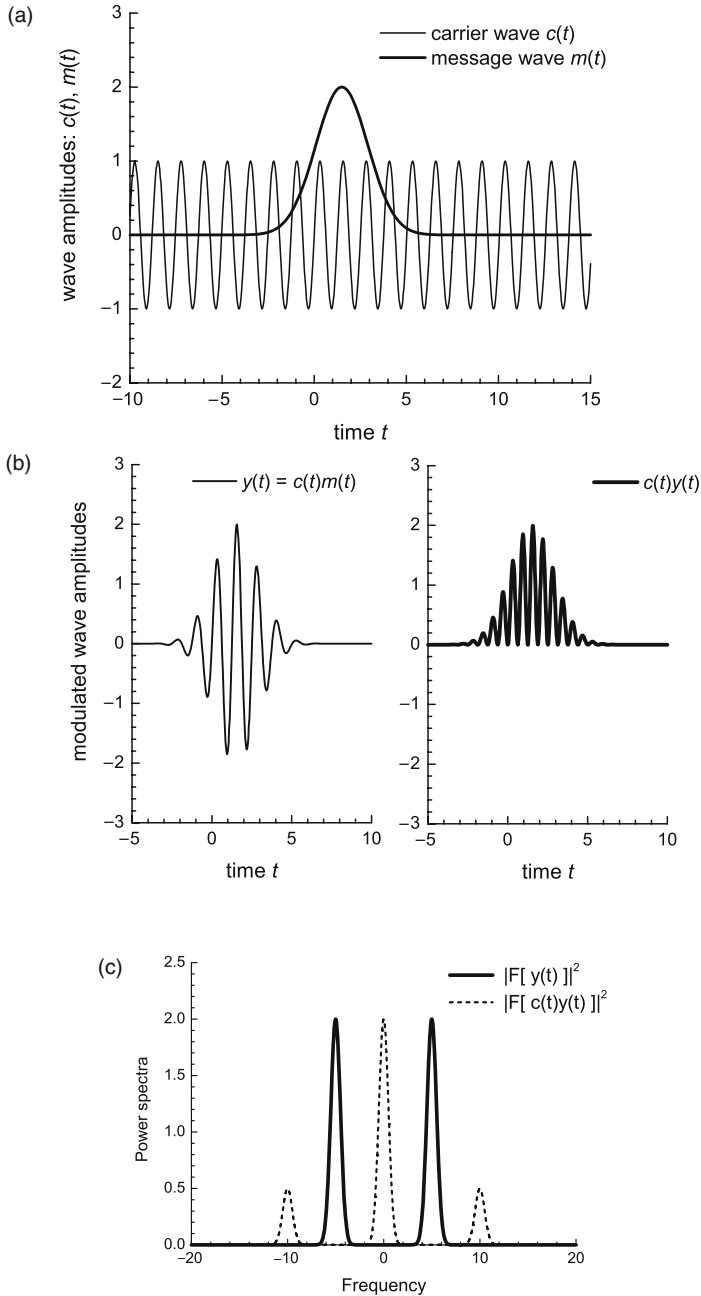 (a)
carrier wave c(t)
message wave m(t)
wave amplitudes: c(t), m(t)
3
2
1
0
−1
−2
−10 −5 0 5 10 15
time t
(b)
y(t) = c(t)m(t)
modulated wave amplitudes
3
2
1
0
−1
−2
−3
−5 0 5 10
time t
c(t)y(t)
3
2
1
0
−1
−2
−3
−5 0 5 10
time t
(c)
|F[ y(t) ]|²
|F[ c(t)y(t) ]|²
Power spectra
2.5
2.0
1.5
1.0
0.5
0.0
−20 −10 0 10 20
Frequency